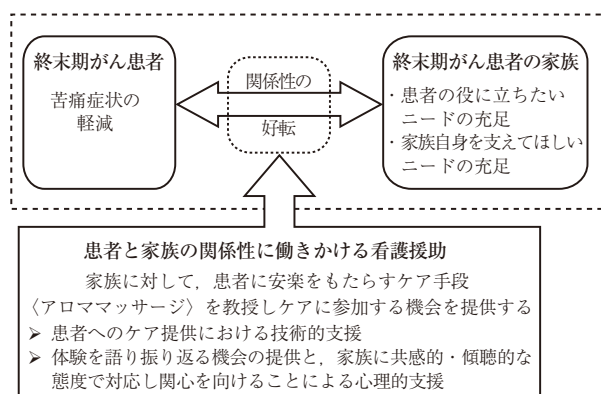 終末期がん患者
苦痛症状の
軽減
関係性の
好転
終末期がん患者の家族
・患者の役に立ちたい
ニードの充足
・家族自身を支えてほしい
ニードの充足
患者と家族の関係性に働きかける看護援助
家族に対して，患者に安楽をもたらすケア手段
〈アロママッサージ〉を教授しケアに参加する機会を提供する
➢ 患者へのケア提供における技術的支援
➢ 体験を語り振り返る機会の提供と，家族に共感的・傾聴的な
態度で対応し関心を向けることによる心理的支援